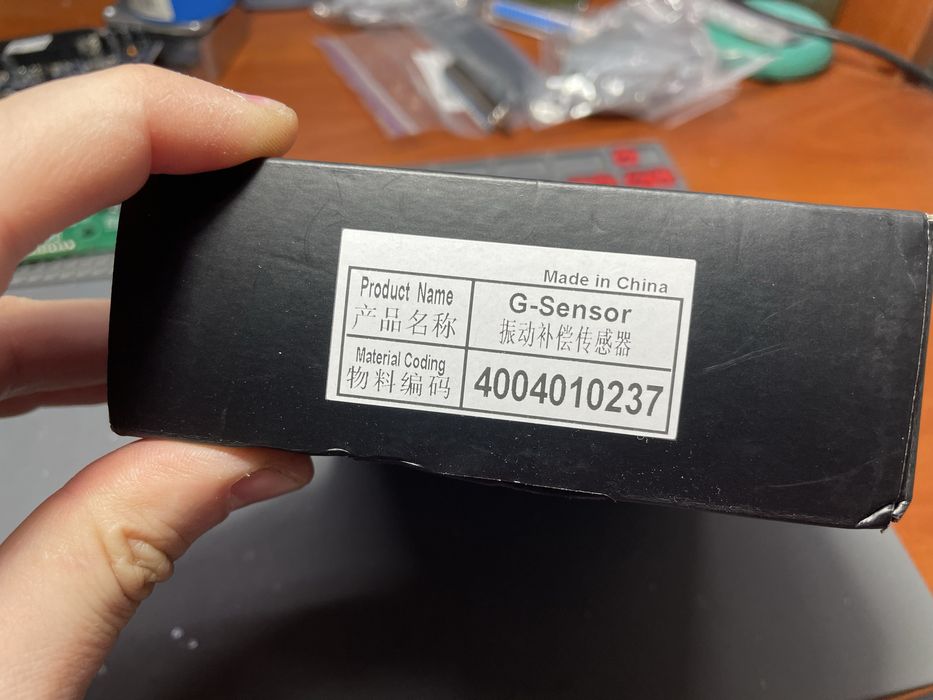 Made in China
Product Name
产品名称
G-Sensor
振动补偿传感器
Material Coding
物料编码
4004010237